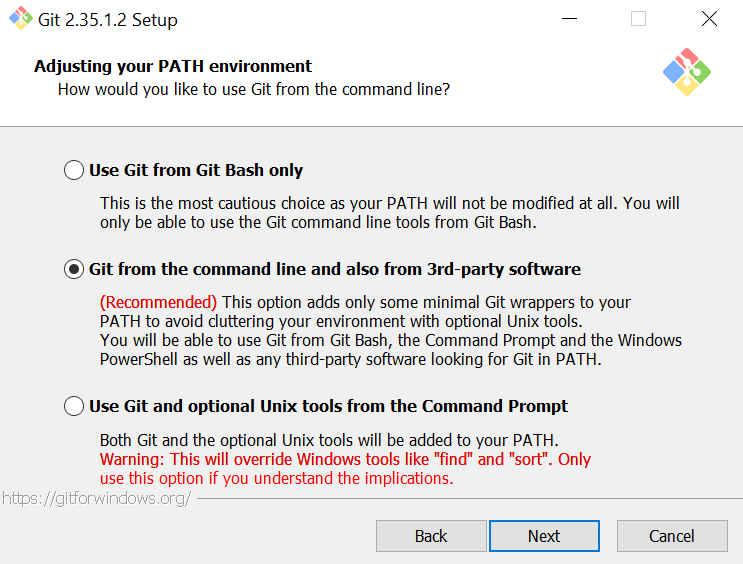 Git 2.35.1.2 Setup
Adjusting your PATH environment
How would you like to use Git from the command line?
Use Git from Git Bash only
This is the most cautious choice as your PATH will not be modified at all. You will
only be able to use the Git command line tools from Git Bash.
Git from the command line and also from 3rd-party software
(Recommended) This option adds only some minimal Git wrappers to your
PATH to avoid cluttering your environment with optional Unix tools.
You will be able to use Git from Git Bash, the Command Prompt and the Windows
PowerShell as well as any third-party software looking for Git in PATH.
Use Git and optional Unix tools from the Command Prompt
Both Git and the optional Unix tools will be added to your PATH.
Warning: This will override Windows tools like "find" and "sort". Only
use this option if you understand the implications.
https://gitforwindows.org/
Back
Next
Cancel